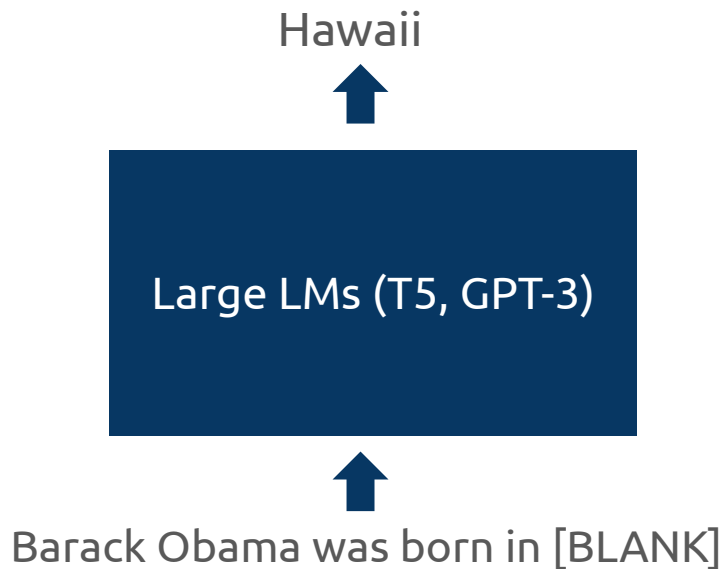 Hawaii
Large LMs (T5, GPT-3)
Barack Obama was born in [BLANK]